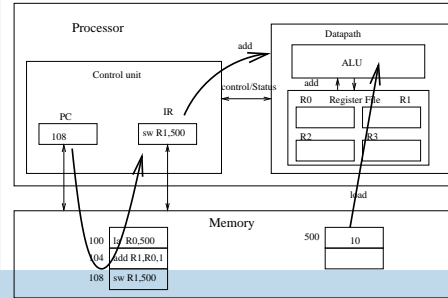 Processor
Datapath
add
ALU
Control unit
control/Status
add
PC
IR
R0 Register File R1
108
sw R1,500
R2
R3
load
Memory
100 la R0,500
500 10
104 add R1,R0,1
108 sw R1,500